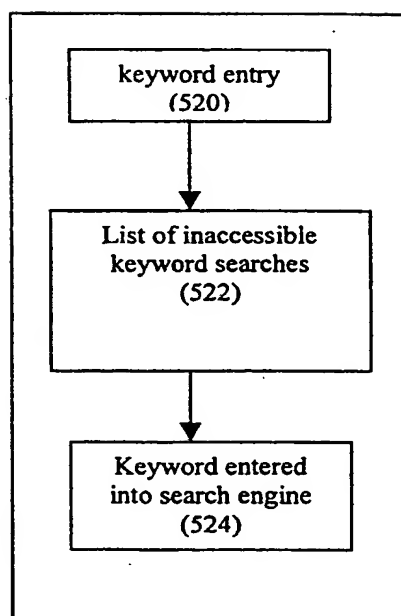 keyword entry
(520)
List of inaccessible
keyword searches
(522)
Keyword entered
into search engine
(524)